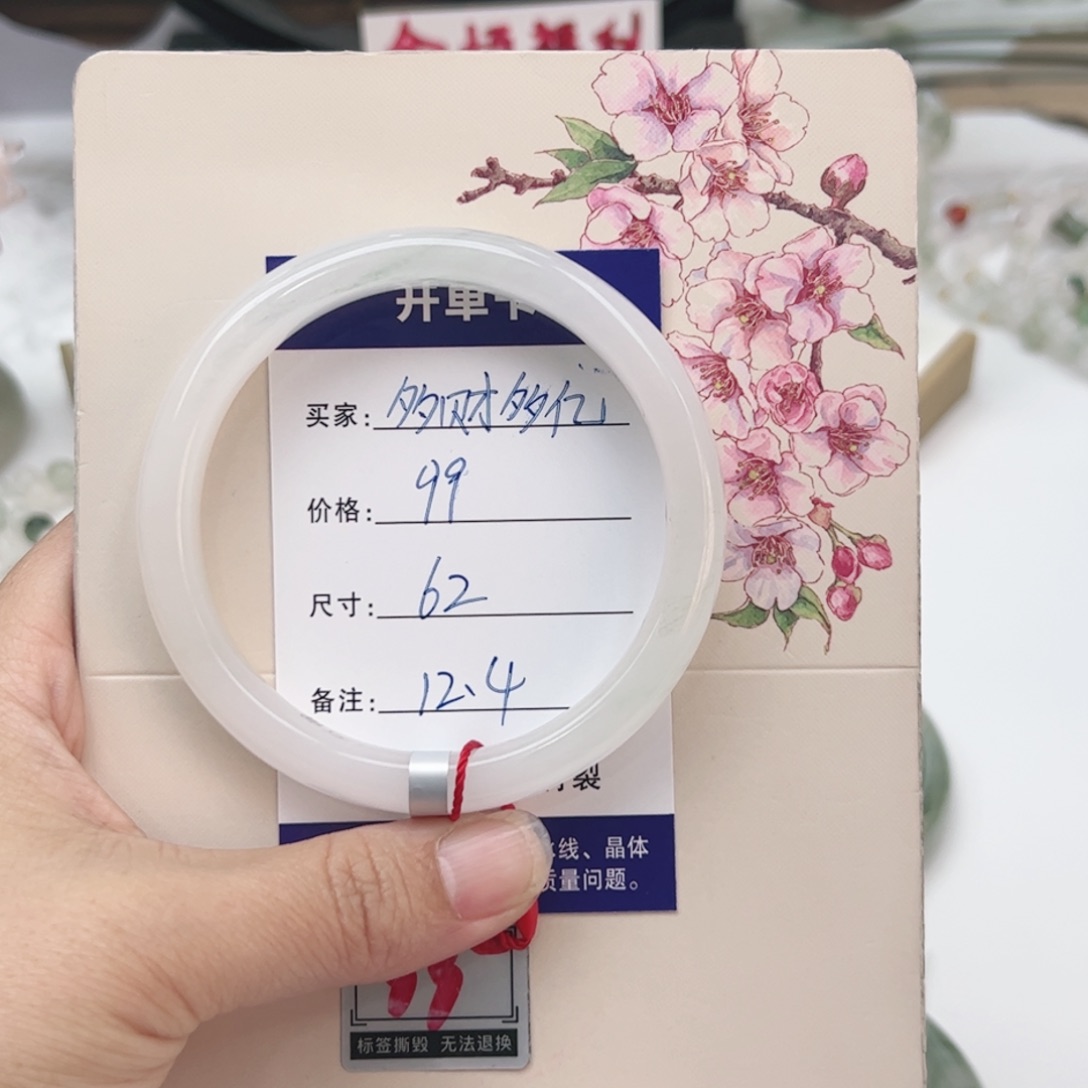 开单卡
买家: 多财多亿
价格: 99
尺寸: 62
备注: 12.4
裂
线、晶体
质量问题。
99
标签撕毁 无法退换